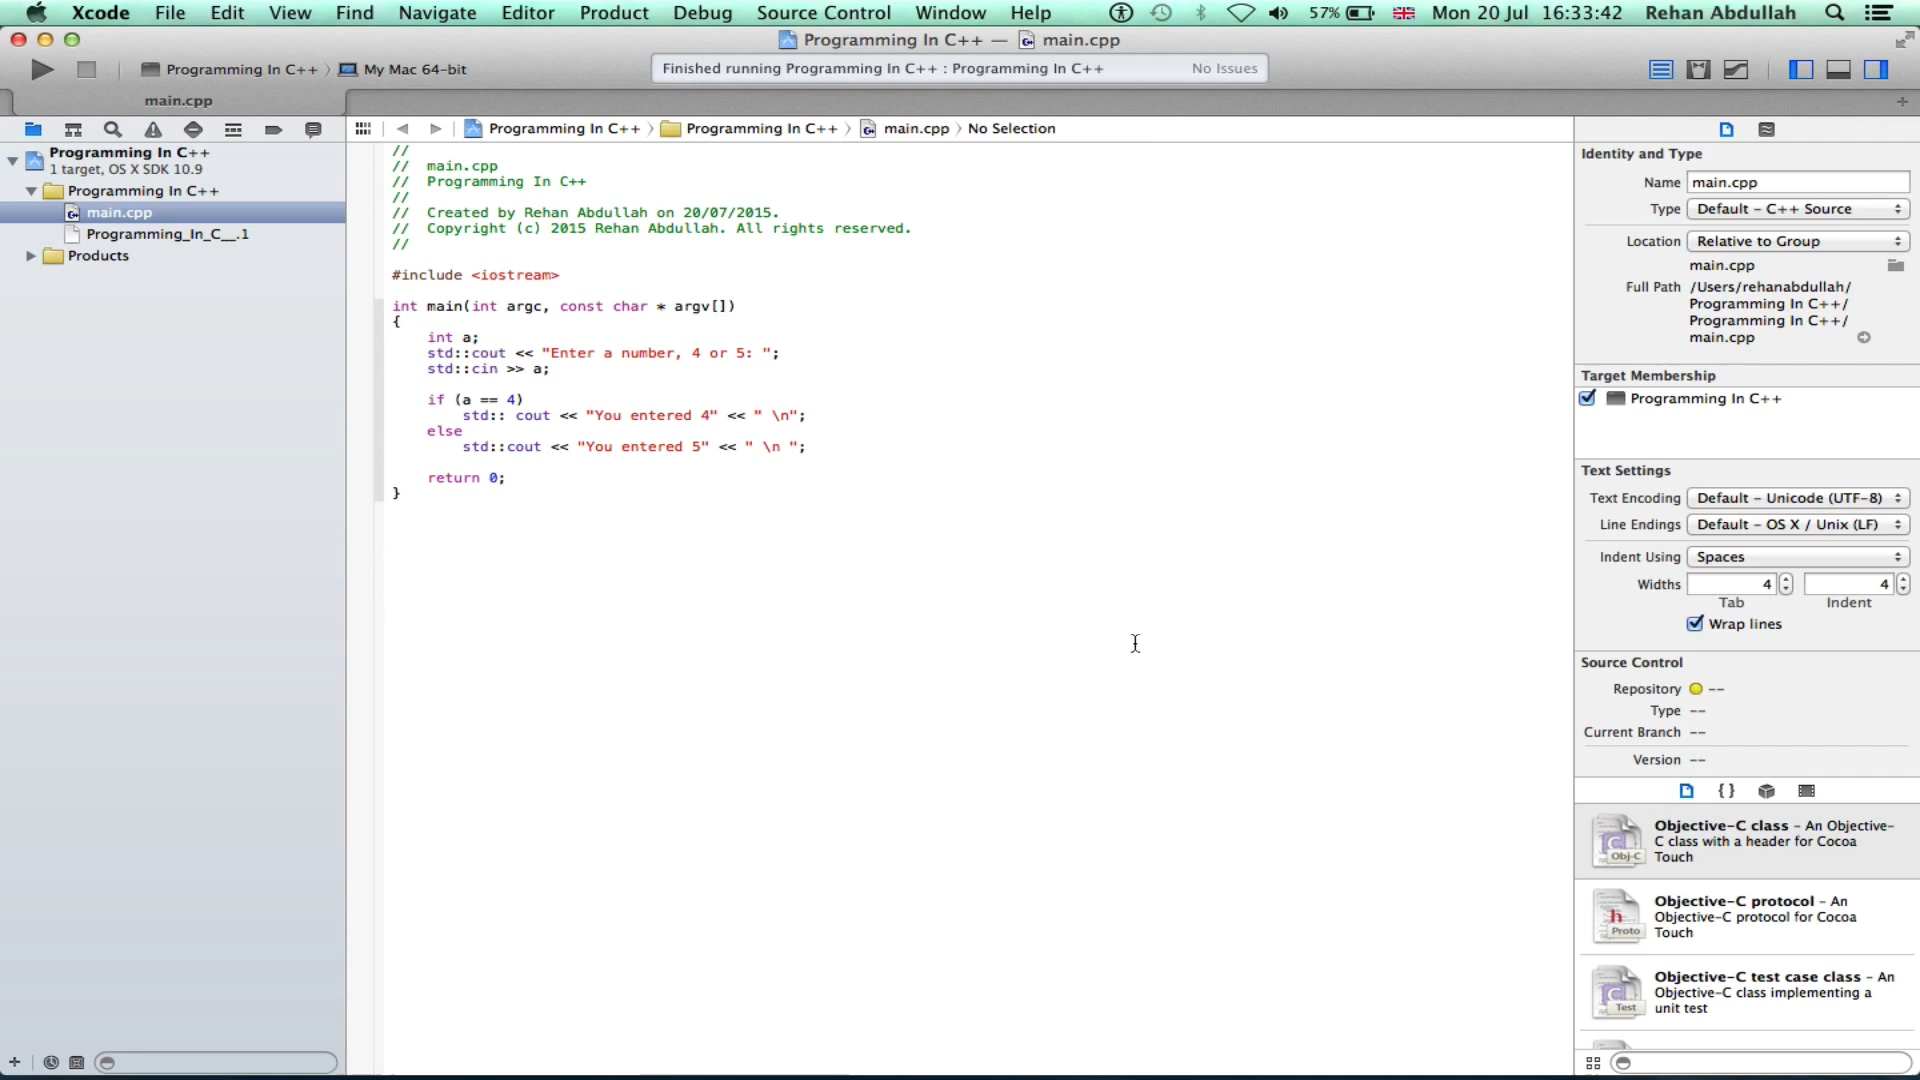 Xcode File Edit View Find Navigate Editor Product Debug Source Control Window Help 57% Mon 20 Jul 16:33:42 Rehan Abdullah
Programming In C++ — main.cpp
Programming In C++ My Mac 64-bit
Finished running Programming In C++ : Programming In C++ No Issues
main.cpp
Programming In C++ Programming In C++ main.cpp No Selection
Programming In C++
1 target, OS X SDK 10.9
Programming In C++
main.cpp
Programming_In_C__.1
Products
//
//  main.cpp
//  Programming In C++
//
//  Created by Rehan Abdullah on 20/07/2015.
//  Copyright (c) 2015 Rehan Abdullah. All rights reserved.
//
#include <iostream>
int main(int argc, const char * argv[])
{
    int a;
    std::cout << "Enter a number, 4 or 5: ";
    std::cin >> a;
    if (a == 4)
        std:: cout << "You entered 4" << " \n";
    else
        std::cout << "You entered 5" << " \n ";
    return 0;
}
Identity and Type
Name main.cpp
Type Default - C++ Source
Location Relative to Group
main.cpp
Full Path /Users/rehanabdullah/
Programming In C++/
Programming In C++/
main.cpp
Target Membership
Programming In C++
Text Settings
Text Encoding Default - Unicode (UTF-8)
Line Endings Default - OS X / Unix (LF)
Indent Using Spaces
Widths 4 4
Tab Indent
Wrap lines
Source Control
Repository --
Type --
Current Branch --
Version --
{ }
Objective-C class - An Objective-
C class with a header for Cocoa
Touch
Obj-C
Objective-C protocol - An
Objective-C protocol for Cocoa
Touch
h
Proto
Objective-C test case class - An
Objective-C class implementing a
unit test
Test